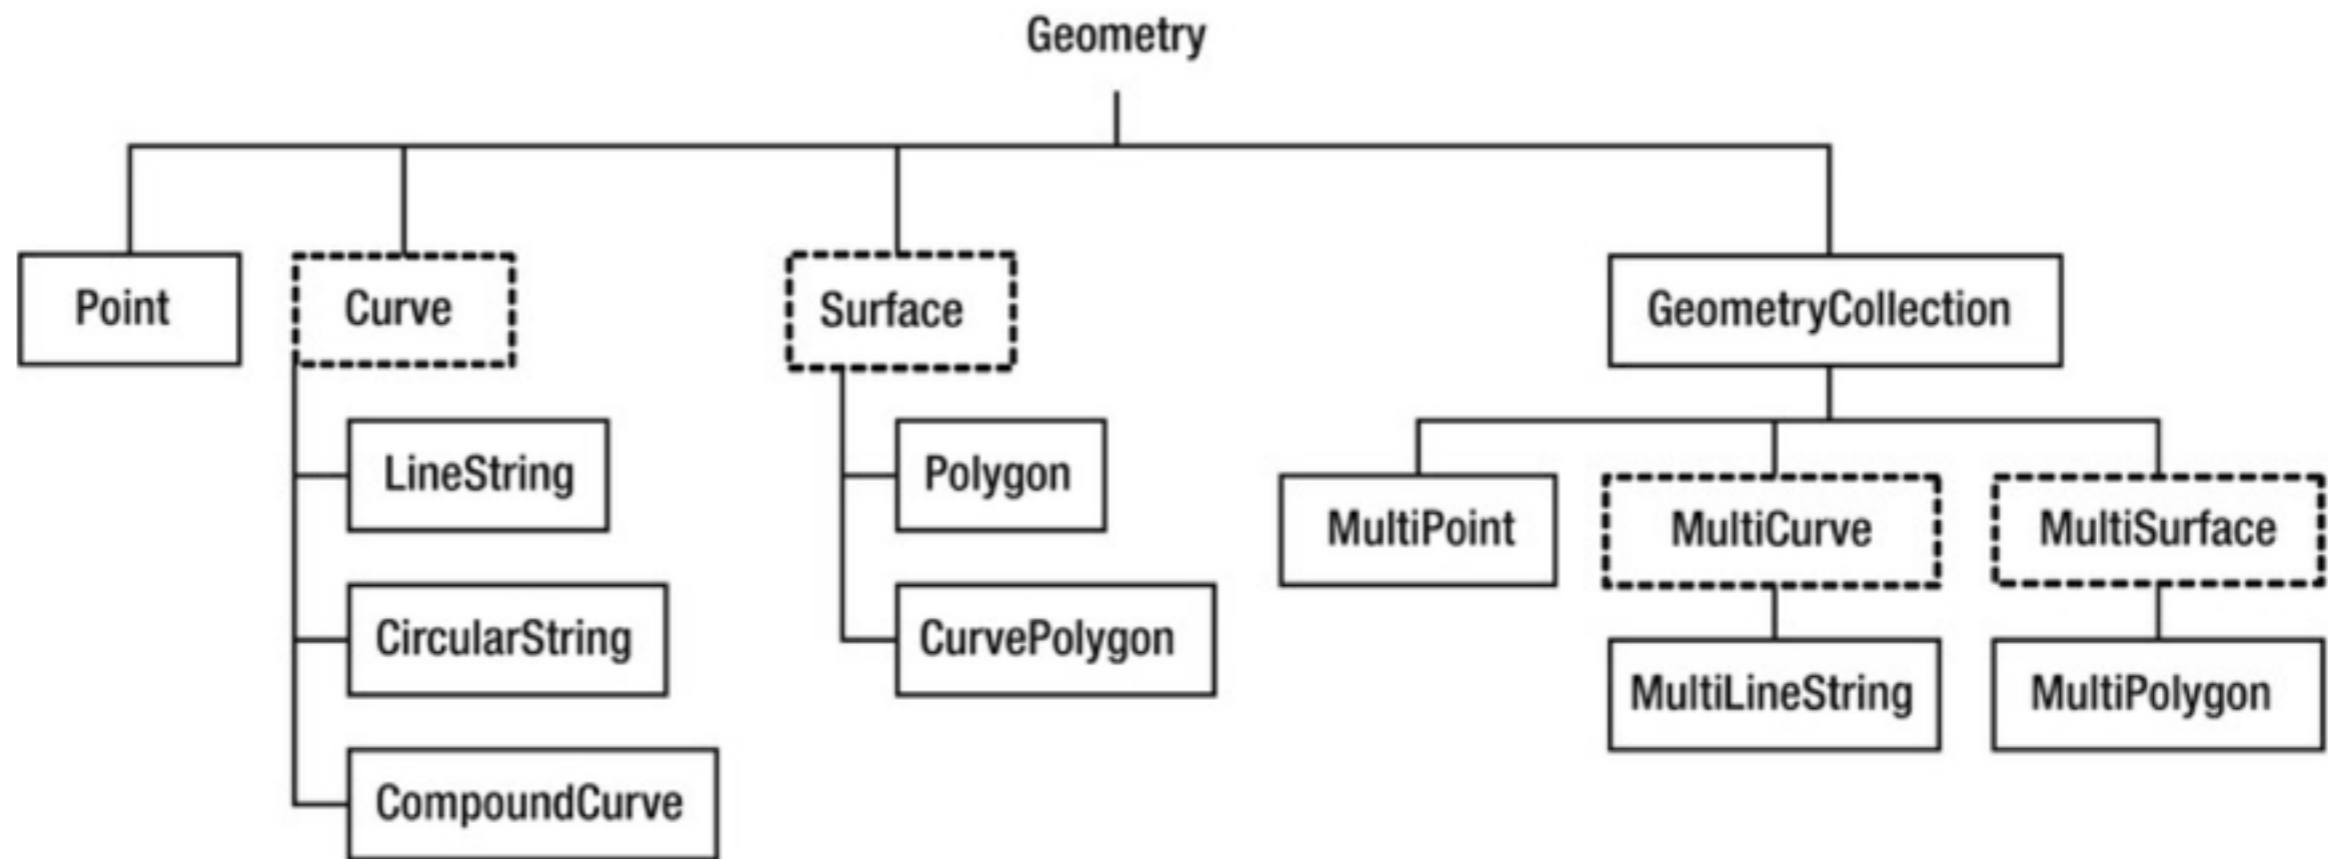 Geometry
Point
Curve
Surface
GeometryCollection
LineString
Polygon
MultiPoint
MultiCurve
MultiSurface
CircularString
CurvePolygon
MultiLineString
MultiPolygon
CompoundCurve